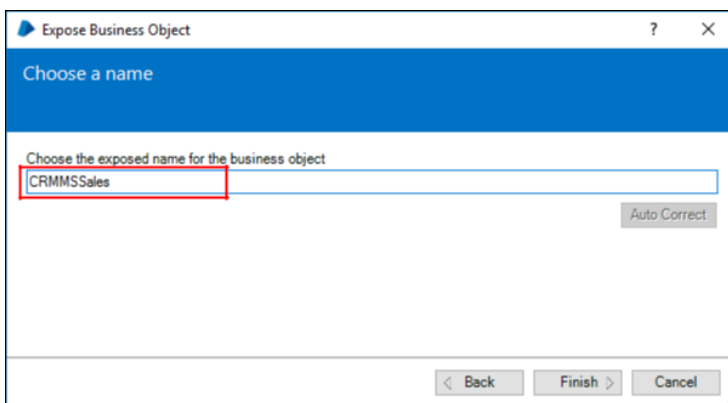 Expose Business Object ?
Choose a name
Choose the exposed name for the business object
CRMMSSales
Auto Correct
Back Finish Cancel